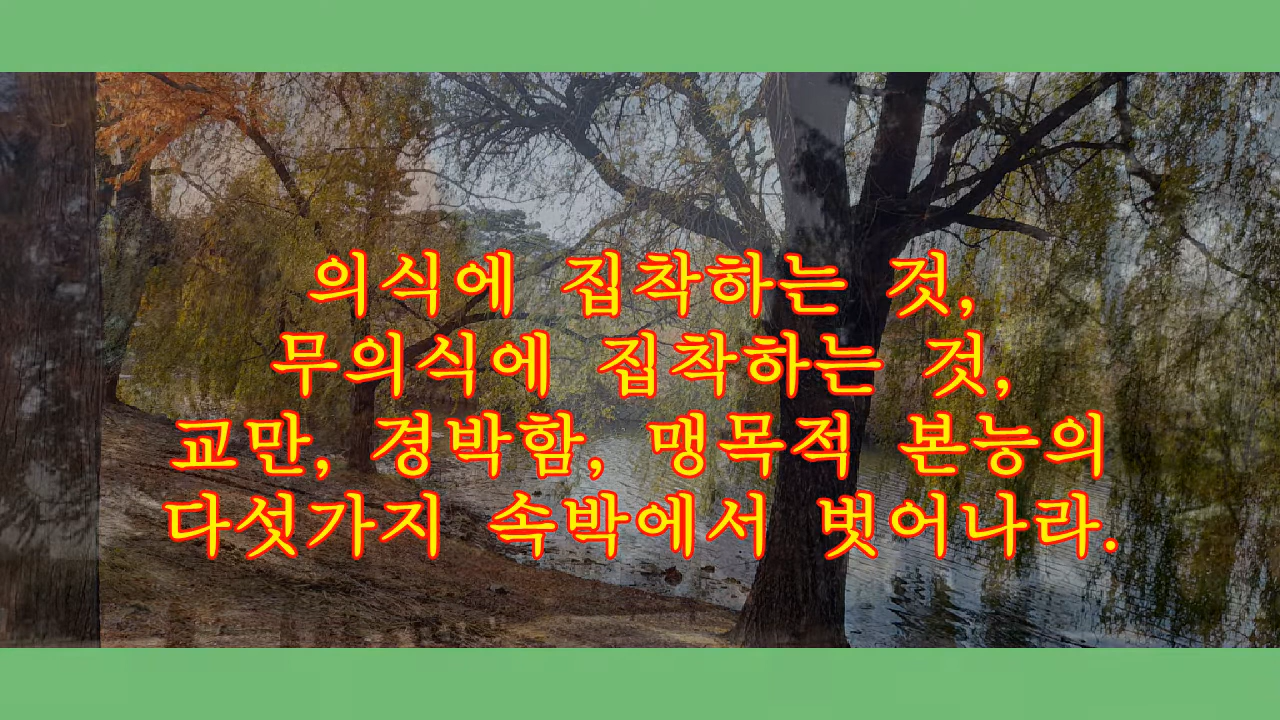 의식에 집착하는 것,
무의식에 집착하는 것,
교만, 경박함, 맹목적 본능의
다섯가지 속박에서 벗어나라.